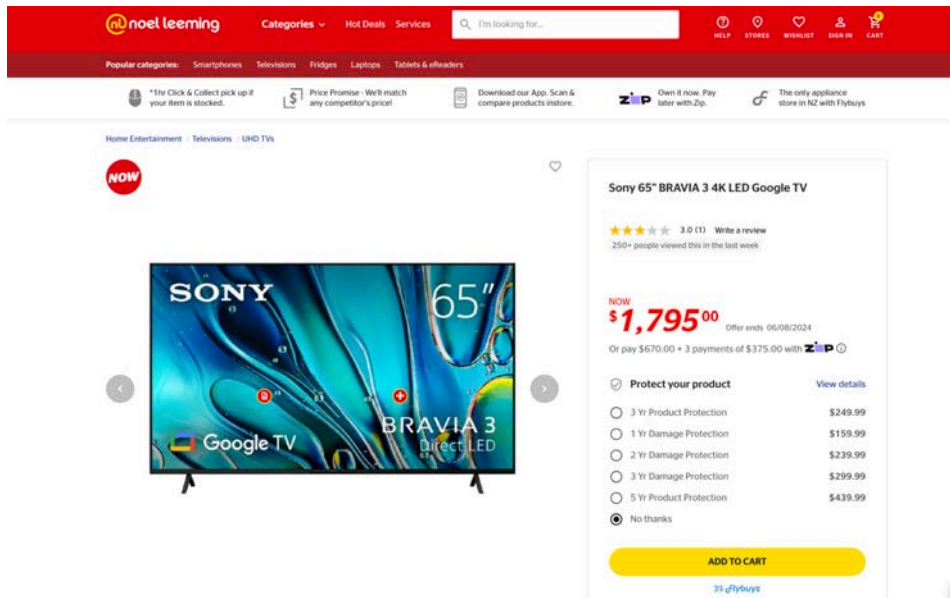 noel leeming
Categories
Hot Deals
Services
I'm looking for...
HELP
STORES
WISHLIST
SIGN IN
CART
Popular categories:
Smartphones
Televisions
Fridges
Laptops
Tablets & eReaders
*1hr Click & Collect pick up if
your item is stocked.
Price Promise - We'll match
any competitor's price!
Download our App. Scan &
compare products instore.
ZIP
Own it now. Pay
later with Zip.
The only appliance
store in NZ with Flybuys
Home Entertainment / Televisions / UHD TVs
NOW
SONY
65"
Google TV
BRAVIA 3
Direct LED
Sony 65" BRAVIA 3 4K LED Google TV
3.0 (1) Write a review
250+ people viewed this in the last week
NOW
$1,795.00 Offer ends 06/08/2024
Or pay $670.00 + 3 payments of $375.00 with ZIP
Protect your product View details
3 Yr Product Protection $249.99
1 Yr Damage Protection $159.99
2 Yr Damage Protection $239.99
3 Yr Damage Protection $299.99
5 Yr Product Protection $439.99
No thanks
ADD TO CART
35 flybuys